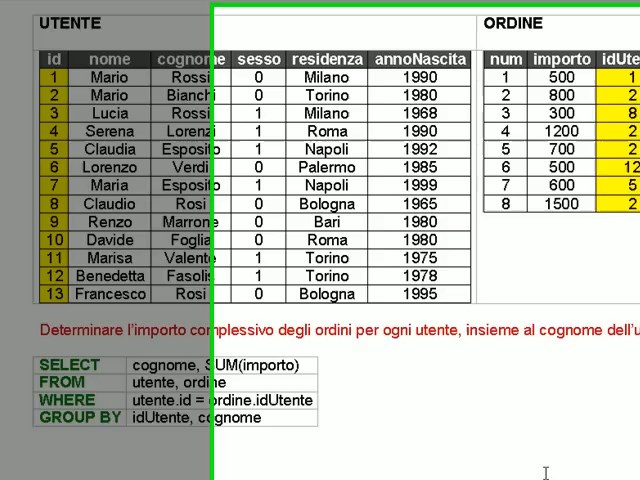 UTENTE ORDINE
id nome cognome sesso residenza annoNascita num importo idUte
1 Mario Rossi 0 Milano 1990 1 500 1
2 Mario Bianchi 0 Torino 1980 2 800 2
3 Lucia Rossi 1 Milano 1968 3 300 8
4 Serena Lorenzi 1 Roma 1990 4 1200 2
5 Claudia Esposito 1 Napoli 1992 5 700 2
6 Lorenzo Verdi 0 Palermo 1985 6 500 12
7 Maria Esposito 1 Napoli 1999 7 600 5
8 Claudio Rosi 0 Bologna 1965 8 1500 2
9 Renzo Marrone 0 Bari 1980
10 Davide Foglia 0 Roma 1980
11 Marisa Valente 1 Torino 1975
12 Benedetta Fasolis 1 Torino 1978
13 Francesco Rosi 0 Bologna 1995
Determinare l'importo complessivo degli ordini per ogni utente, insieme al cognome dell'u
SELECT cognome, SUM(importo)
FROM utente, ordine
WHERE utente.id = ordine.idUtente
GROUP BY idUtente, cognome